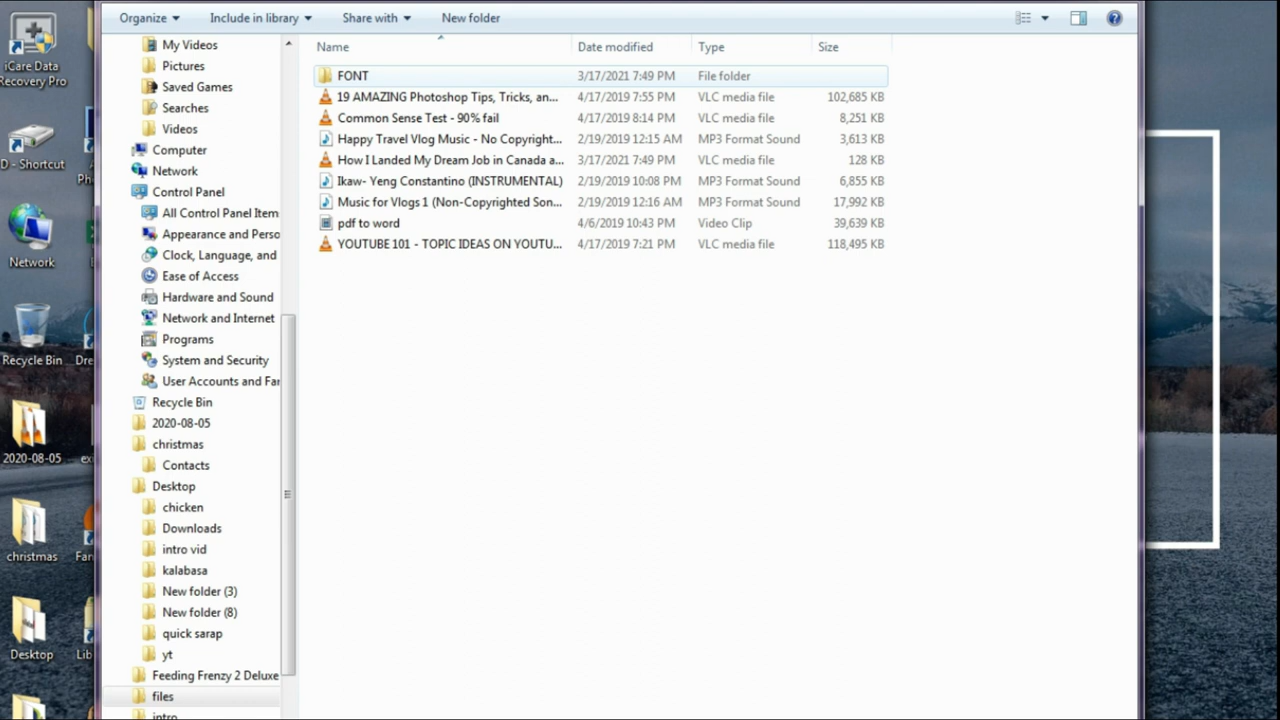 Organize
Include in library
Share with
New folder
iCare Data
Recovery Pro
D - Shortcut
Network
Recycle Bin
2020-08-05
christmas
Desktop
My Videos
Pictures
Saved Games
Searches
Videos
Computer
Network
Control Panel
All Control Panel Item
Appearance and Perso
Clock, Language, and
Ease of Access
Hardware and Sound
Network and Internet
Programs
System and Security
User Accounts and Far
Recycle Bin
2020-08-05
christmas
Contacts
Desktop
chicken
Downloads
intro vid
kalabasa
New folder (3)
New folder (8)
quick sarap
yt
Feeding Frenzy 2 Deluxe
files
intro
Name Date modified Type Size
FONT 3/17/2021 7:49 PM File folder
19 AMAZING Photoshop Tips, Tricks, an... 4/17/2019 7:55 PM VLC media file 102,685 KB
Common Sense Test - 90% fail 4/17/2019 8:14 PM VLC media file 8,251 KB
Happy Travel Vlog Music - No Copyright... 2/19/2019 12:15 AM MP3 Format Sound 3,613 KB
How I Landed My Dream Job in Canada a... 3/17/2021 7:49 PM VLC media file 128 KB
Ikaw- Yeng Constantino (INSTRUMENTAL) 2/19/2019 10:08 PM MP3 Format Sound 6,855 KB
Music for Vlogs 1 (Non-Copyrighted Son... 2/19/2019 12:16 AM MP3 Format Sound 17,992 KB
pdf to word 4/6/2019 10:43 PM Video Clip 39,639 KB
YOUTUBE 101 - TOPIC IDEAS ON YOUTU... 4/17/2019 7:21 PM VLC media file 118,495 KB